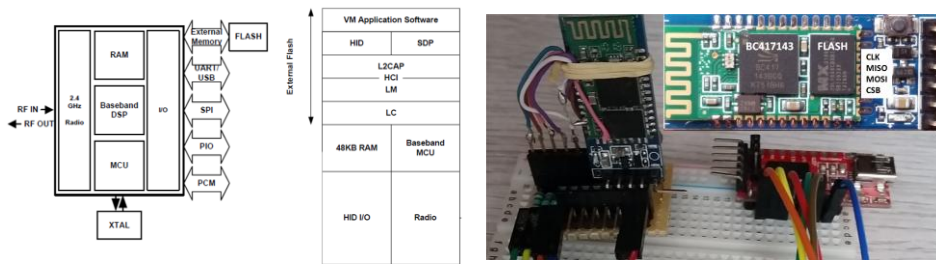 RAM
External
Memory
FLASH
UART/
USB
2.4
GHz
Radio
Baseband
DSP
I/O
SPI
RF IN
RF OUT
PIO
MCU
PCM
XTAL
External Flash
VM Application Software
HID
SDP
L2CAP
HCI
LM
LC
48KB RAM
Baseband
MCU
HID I/O
Radio
BC417143
FLASH
CLK
MISO
MOSI
CSB
a b c d e